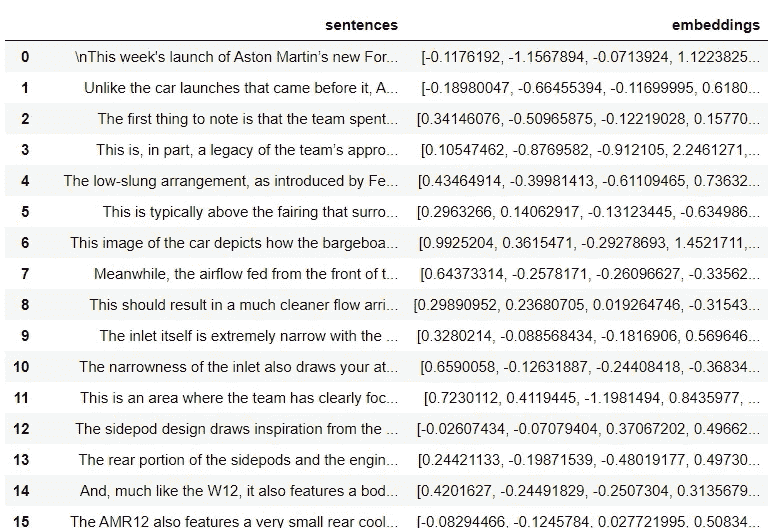 sentences embeddings
0 \nThis week's launch of Aston Martin’s new For... [-0.1176192, -1.1567894, -0.0713924, 1.1223825...
1 Unlike the car launches that came before it, A... [-0.18980047, -0.66455394, -0.11699995, 0.6180...
2 The first thing to note is that the team spent... [0.34146076, -0.50965875, -0.12219028, 0.15770...
3 This is, in part, a legacy of the team’s appro... [0.10547462, -0.8769582, -0.912105, 2.2461271,...
4 The low-slung arrangement, as introduced by Fe... [0.43464914, -0.39981413, -0.61109465, 0.73632...
5 This is typically above the fairing that surro... [0.2963266, 0.14062917, -0.13123445, -0.634986...
6 This image of the car depicts how the bargeboa... [0.9925204, 0.3615471, -0.29278693, 1.4521711,...
7 Meanwhile, the airflow fed from the front of t... [0.64373314, -0.2578171, -0.26096627, -0.33562...
8 This should result in a much cleaner flow arri... [0.29890952, 0.23680705, 0.019264746, -0.31543...
9 The inlet itself is extremely narrow with the ... [0.3280214, -0.088568434, -0.1816906, 0.569646...
10 The narrowness of the inlet also draws your at... [0.6590058, -0.12631887, -0.24408418, -0.36834...
11 This is an area where the team has clearly foc... [0.7230112, 0.4119445, -1.1981494, 0.8435977, ...
12 The sidepod design draws inspiration from the ... [-0.02607434, -0.07079404, 0.37067202, 0.49662...
13 The rear portion of the sidepods and the engin... [0.24421133, -0.19871539, -0.48019177, 0.49730...
14 And, much like the W12, it also features a bod... [0.4201627, -0.24491829, -0.2507304, 0.3135679...
15 The AMR12 also features a very small rear cool... [-0.08294466, -0.1245784, 0.027721995, 0.50834...